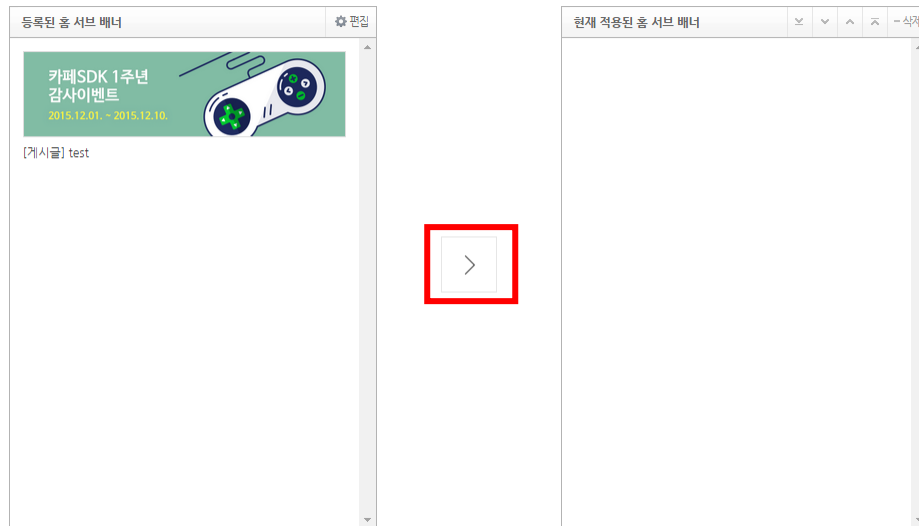 등록된 홈 서브 배너
편집
카페SDK 1주년
감사이벤트
2015.12.01. ~ 2015.12.10.
[게시글] test
현재 적용된 홈 서브 배너
삭제